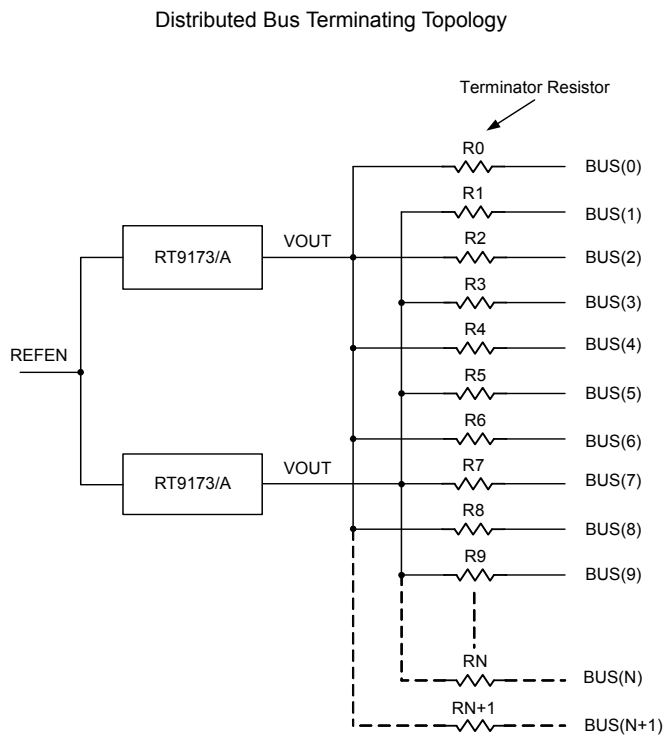 Distributed Bus Terminating Topology
Terminator Resistor
R0
BUS(0)
R1
BUS(1)
RT9173/A
VOUT
R2
BUS(2)
R3
BUS(3)
REFEN
R4
BUS(4)
R5
BUS(5)
R6
BUS(6)
RT9173/A
VOUT
R7
BUS(7)
R8
BUS(8)
R9
BUS(9)
RN
BUS(N)
RN+1
BUS(N+1)